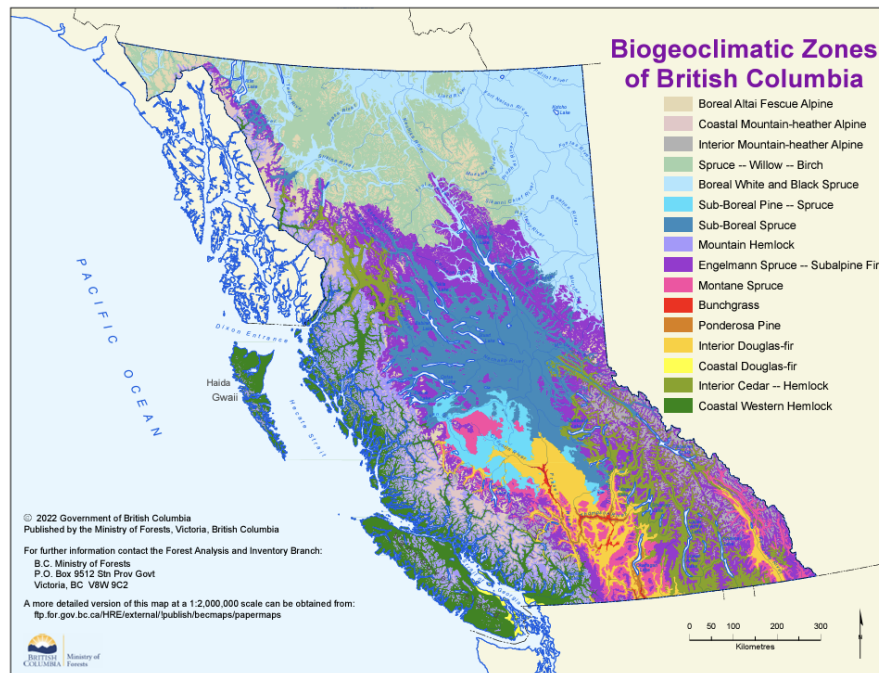 Biogeoclimatic Zones
of British Columbia
Boreal Altai Fescue Alpine
Coastal Mountain-heather Alpine
Interior Mountain-heather Alpine
Spruce -- Willow -- Birch
Boreal White and Black Spruce
Sub-Boreal Pine -- Spruce
Sub-Boreal Spruce
Mountain Hemlock
Engelmann Spruce -- Subalpine Fir
Montane Spruce
Bunchgrass
Ponderosa Pine
Interior Douglas-fir
Coastal Douglas-fir
Interior Cedar -- Hemlock
Coastal Western Hemlock
PACIFIC OCEAN
Dixon Entrance
Haida
Gwaii
Hecate Strait
Georgia
Liard River
Fort Nelson River
© 2022 Government of British Columbia
Published by the Ministry of Forests, Victoria, British Columbia
For further information contact the Forest Analysis and Inventory Branch:
B.C. Ministry of Forests
P.O. Box 9512 Stn Prov Govt
Victoria, BC V8W 9C2
A more detailed version of this map at a 1:2,000,000 scale can be obtained from:
ftp.for.gov.bc.ca/HRE/external/!publish/becmaps/papermaps
BRITISH
COLUMBIA
Ministry of
Forests
0 50 100 200 300
Kilometres
N